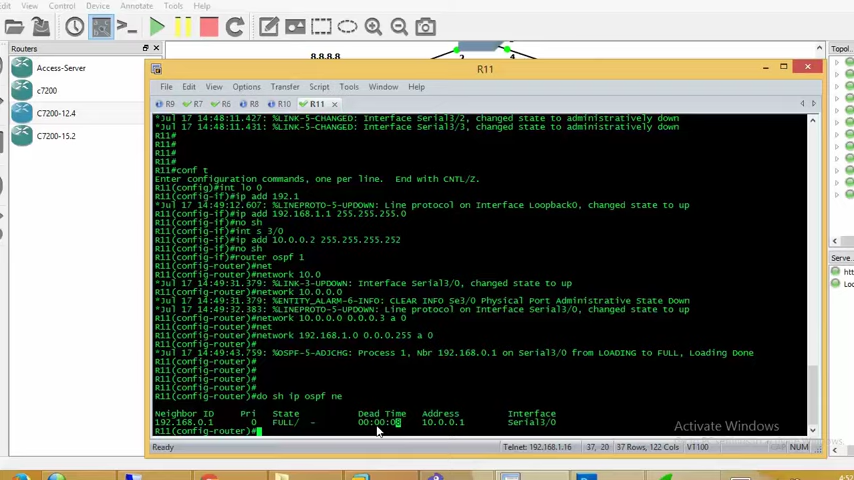 Edit View Control Device Annotate Tools Help
Routers
Access-Server
c7200
C7200-12.4
C7200-15.2
8.8.8.8
2
4
Topol
Serve
R11
File Edit View Options Transfer Script Tools Window Help
R9 R7 R6 R8 R10 R11
*Jul 17 14:48:11.427: %LINK-5-CHANGED: Interface Serial3/2, changed state to administratively down
*Jul 17 14:48:11.431: %LINK-5-CHANGED: Interface Serial3/3, changed state to administratively down
R11#
R11#
R11#
R11#
R11#conf t
Enter configuration commands, one per line. End with CNTL/Z.
R11(config)#int lo 0
R11(config-if)#ip add 192.1
*Jul 17 14:49:12.607: %LINEPROTO-5-UPDOWN: Line protocol on Interface Loopback0, changed state to up
R11(config-if)#ip add 192.168.1.1 255.255.255.0
R11(config-if)#no sh
R11(config-if)#int s 3/0
R11(config-if)#ip add 10.0.0.2 255.255.255.252
R11(config-if)#no sh
R11(config-if)#router ospf 1
R11(config-router)#net
R11(config-router)#network 10.0
*Jul 17 14:49:31.379: %LINK-3-UPDOWN: Interface Serial3/0, changed state to up
R11(config-router)#network 10.0.0.0
*Jul 17 14:49:31.379: %ENTITY_ALARM-6-INFO: CLEAR INFO Se3/0 Physical Port Administrative State Down
*Jul 17 14:49:32.383: %LINEPROTO-5-UPDOWN: Line protocol on Interface Serial3/0, changed state to up
R11(config-router)#network 10.0.0.0 0.0.0.3 a 0
R11(config-router)#net
R11(config-router)#network 192.168.1.0 0.0.0.255 a 0
R11(config-router)#
*Jul 17 14:49:43.759: %OSPF-5-ADJCHG: Process 1, Nbr 192.168.0.1 on Serial3/0 from LOADING to FULL, Loading Done
R11(config-router)#
R11(config-router)#
R11(config-router)#
R11(config-router)#do sh ip ospf ne
Neighbor ID Pri State Dead Time Address Interface
192.168.0.1 0 FULL/ - 00:00:08 10.0.0.1 Serial3/0
R11(config-router)#
Activate Windows
Ready Telnet: 192.168.1.16 37, 20 37 Rows, 122 Cols VT100 NUM